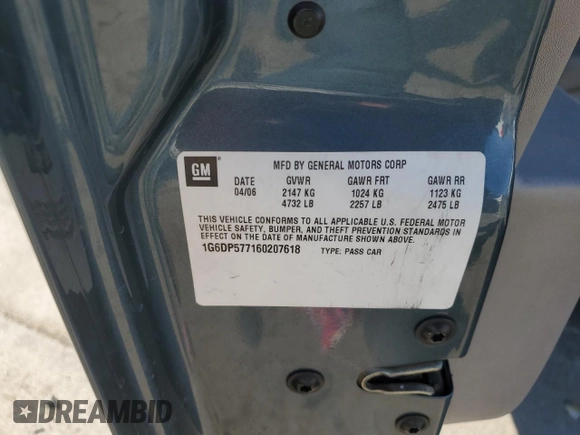 GM
MFD BY GENERAL MOTORS CORP
DATE GVWR GAWR FRT GAWR RR
04/06 2147 KG 1024 KG 1123 KG
4732 LB 2257 LB 2475 LB
THIS VEHICLE CONFORMS TO ALL APPLICABLE U.S. FEDERAL MOTOR
VEHICLE SAFETY, BUMPER, AND THEFT PREVENTION STANDARDS IN
EFFECT ON THE DATE OF MANUFACTURE SHOWN ABOVE.
1G6DP577160207618 TYPE: PASS CAR
DREAMBID